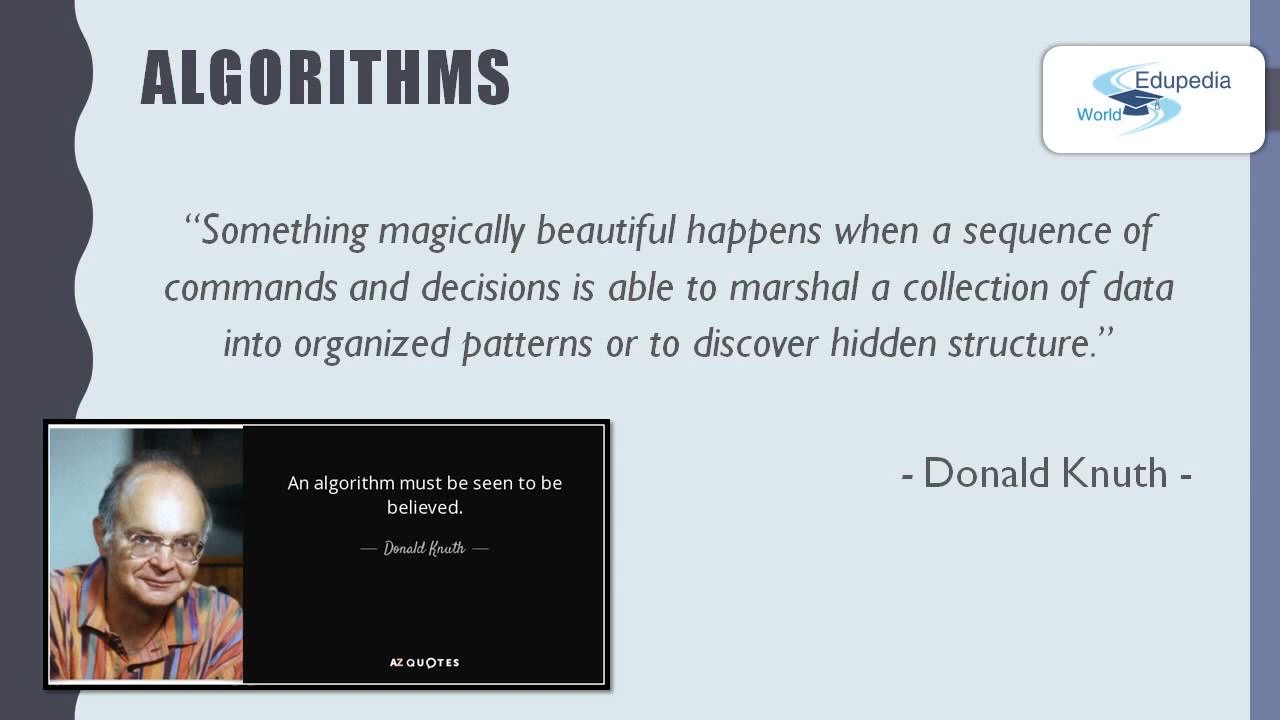 ALGORITHMS
Edupedia
World
“Something magically beautiful happens when a sequence of
commands and decisions is able to marshal a collection of data
into organized patterns or to discover hidden structure.”
- Donald Knuth -
An algorithm must be seen to be
believed.
— Donald Knuth —
AZ QUOTES